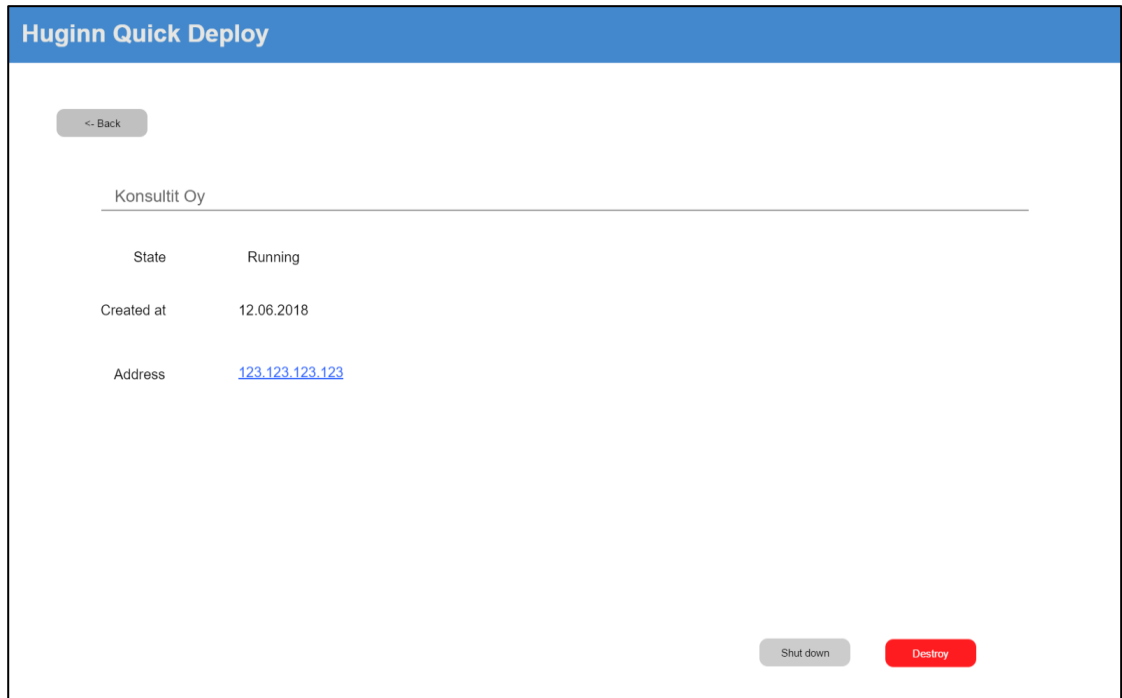 Huginn Quick Deploy
<- Back
Konsultit Oy
State Running
Created at 12.06.2018
Address 123.123.123.123
Shut down Destroy